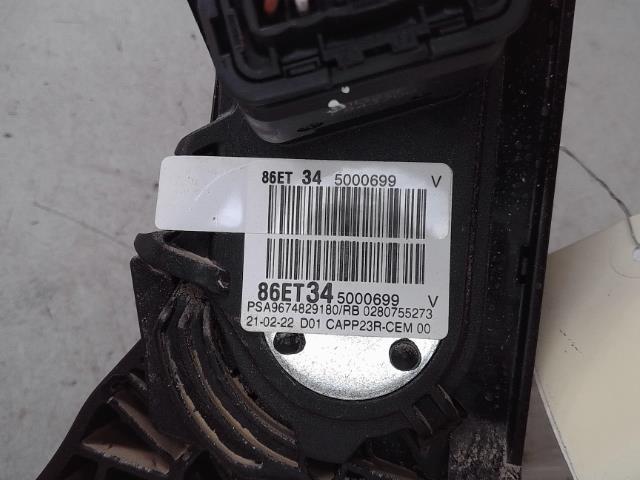 86ET 34 5000699 V
86ET34 5000699 V
PSA9674829180/RB 0280755273
21-02-22 D01 CAPP23R-CEM 00